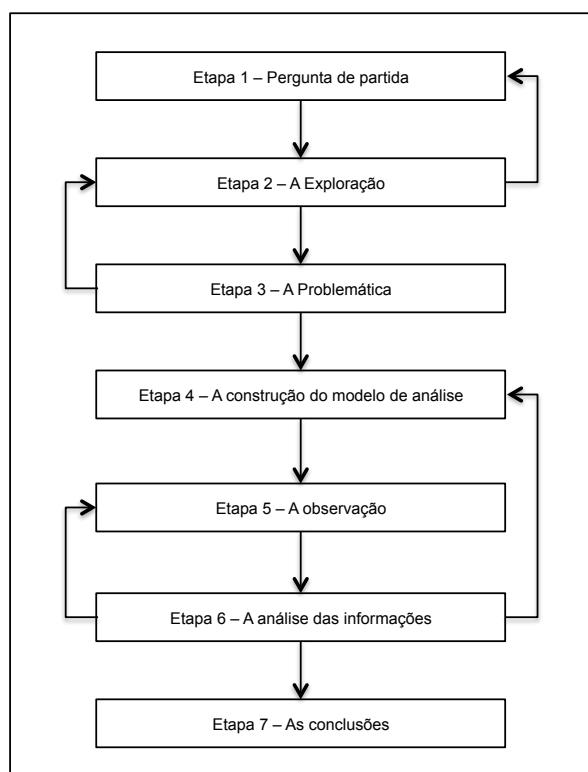 Etapa 1 – Pergunta de partida
Etapa 2 – A Exploração
Etapa 3 – A Problemática
Etapa 4 – A construção do modelo de análise
Etapa 5 – A observação
Etapa 6 – A análise das informações
Etapa 7 – As conclusões